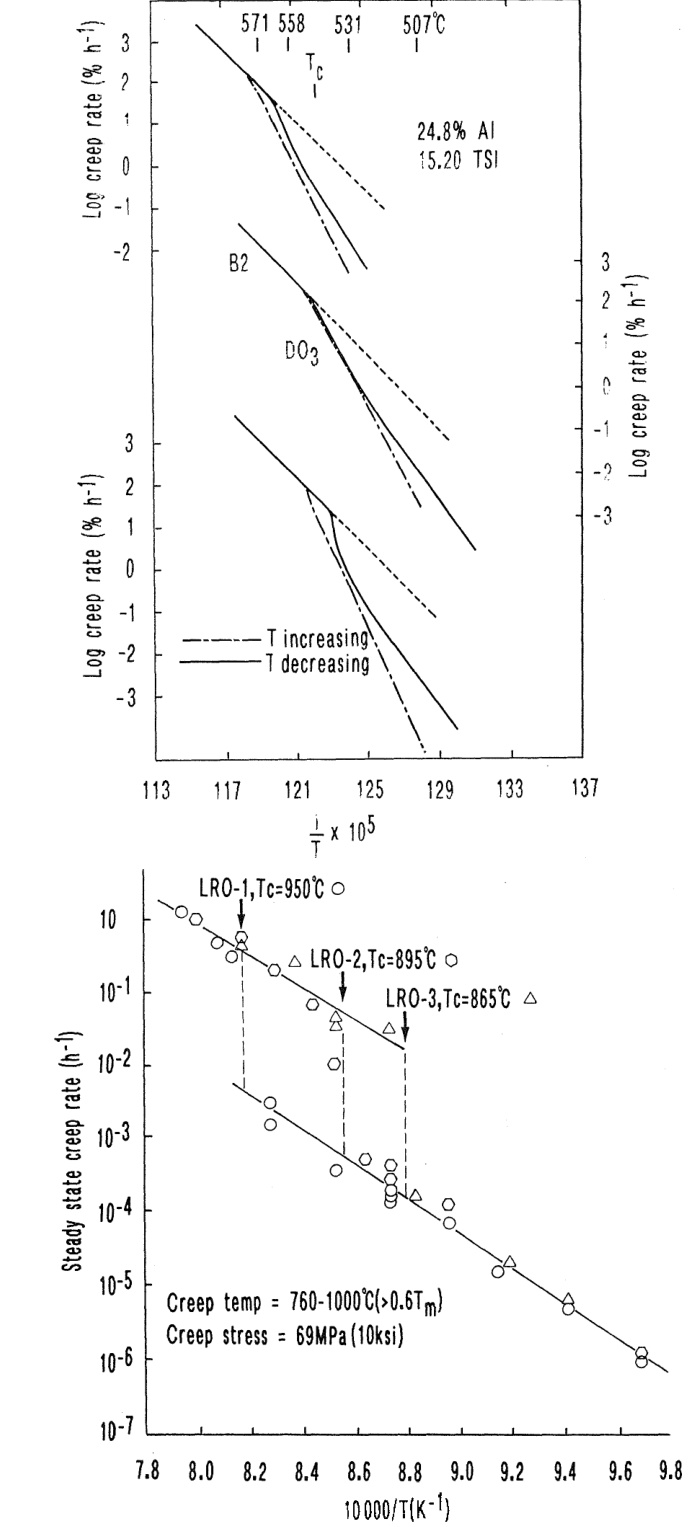 571 558 531 507°C
Tc
24.8% Al
15.20 TSI
Log creep rate (% h-1)
3
2
1
0
-1
-2
B2
DO3
3
2
1
0
-1
-2
-3
Log creep rate (% h-1)
3
2
1
0
-1
-2
-3
Log creep rate (% h-1)
T increasing
T decreasing
113 117 121 125 129 133 137
1/T x 10^5
LRO-1,Tc=950°C
LRO-2,Tc=895°C
LRO-3,Tc=865°C
10
10-1
10-2
10-3
10-4
10-5
10-6
10-7
Steady state creep rate (h-1)
Creep temp = 760-1000°C(>0.6Tm)
Creep stress = 69MPa(10ksi)
7.8 8.0 8.2 8.4 8.6 8.8 9.0 9.2 9.4 9.6 9.8
10000/T(K-1)